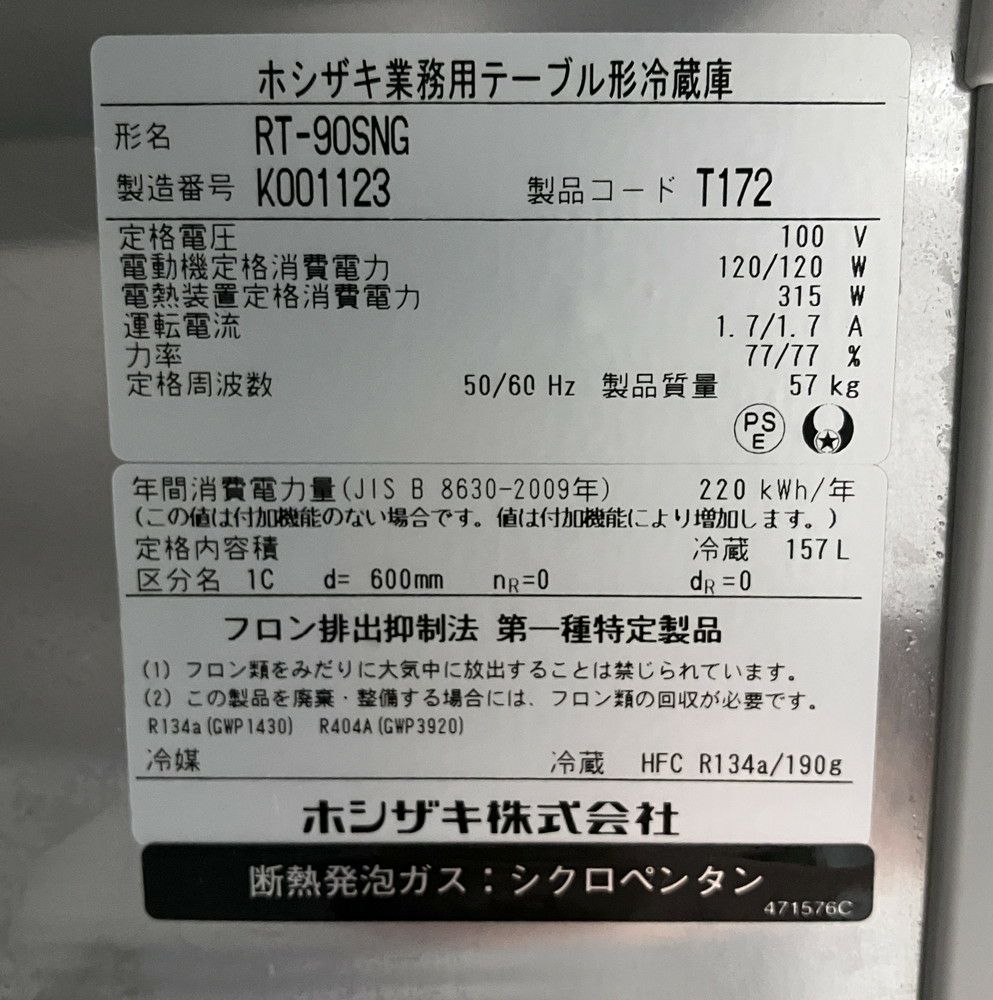 ホシザキ業務用テーブル形冷蔵庫
形名 RT-90SNG
製造番号 K001123 製品コード T172
定格電圧 100 V
電動機定格消費電力 120/120 W
電熱装置定格消費電力 315 W
運転電流 1.7/1.7 A
力率 77/77 %
定格周波数 50/60 Hz 製品質量 57 kg
PS
E
年間消費電力量(JIS B 8630-2009年) 220 kWh/年
(この値は付加機能のない場合です。値は付加機能により増加します。)
定格内容積 冷蔵 157L
区分名 1C d= 600mm nR=0 dR=0
フロン排出抑制法 第一種特定製品
(1) フロン類をみだりに大気中に放出することは禁じられています。
(2) この製品を廃棄・整備する場合には、フロン類の回収が必要です。
R134a(GWP1430) R404A(GWP3920)
冷媒 冷蔵 HFC R134a/190g
ホシザキ株式会社
断熱発泡ガス:シクロペンタン
471576C